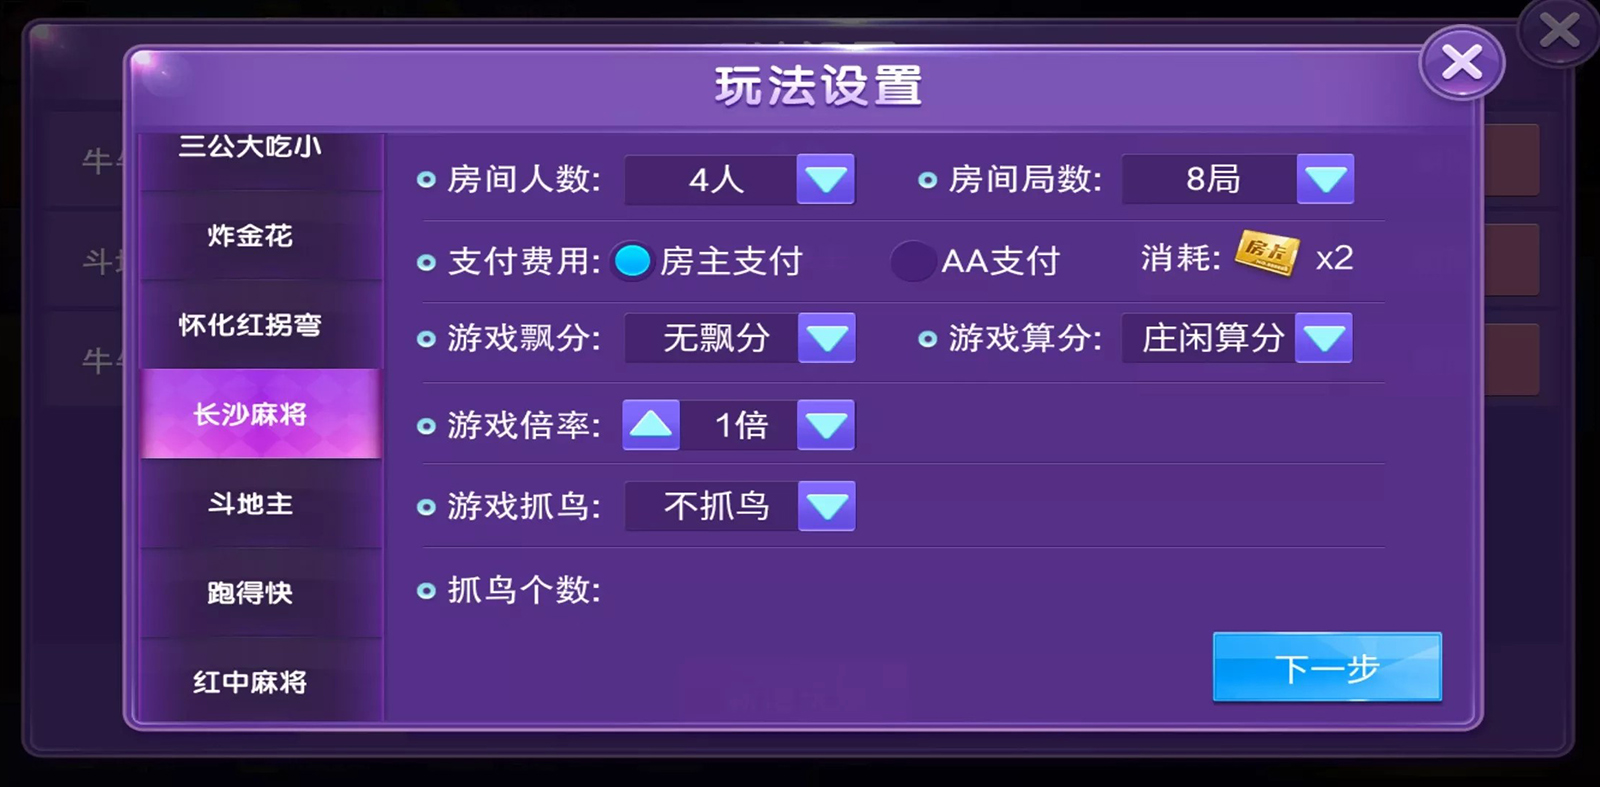 玩法设置
三公大吃小
炸金花
怀化红拐弯
长沙麻将
斗地主
跑得快
红中麻将
房间人数: 4人 房间局数: 8局
支付费用: 房主支付 AA支付 消耗: 房卡 x2
游戏飘分: 无飘分 游戏算分: 庄闲算分
游戏倍率: 1倍
游戏抓鸟: 不抓鸟
抓鸟个数:
下一步
牛
斗
牛